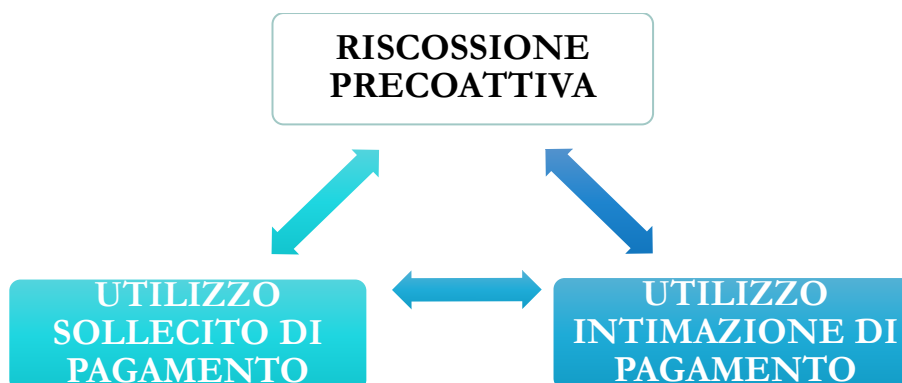 RISCOSSIONE
PRECOATTIVA
UTILIZZO
SOLLECITO DI
PAGAMENTO
UTILIZZO
INTIMAZIONE DI
PAGAMENTO